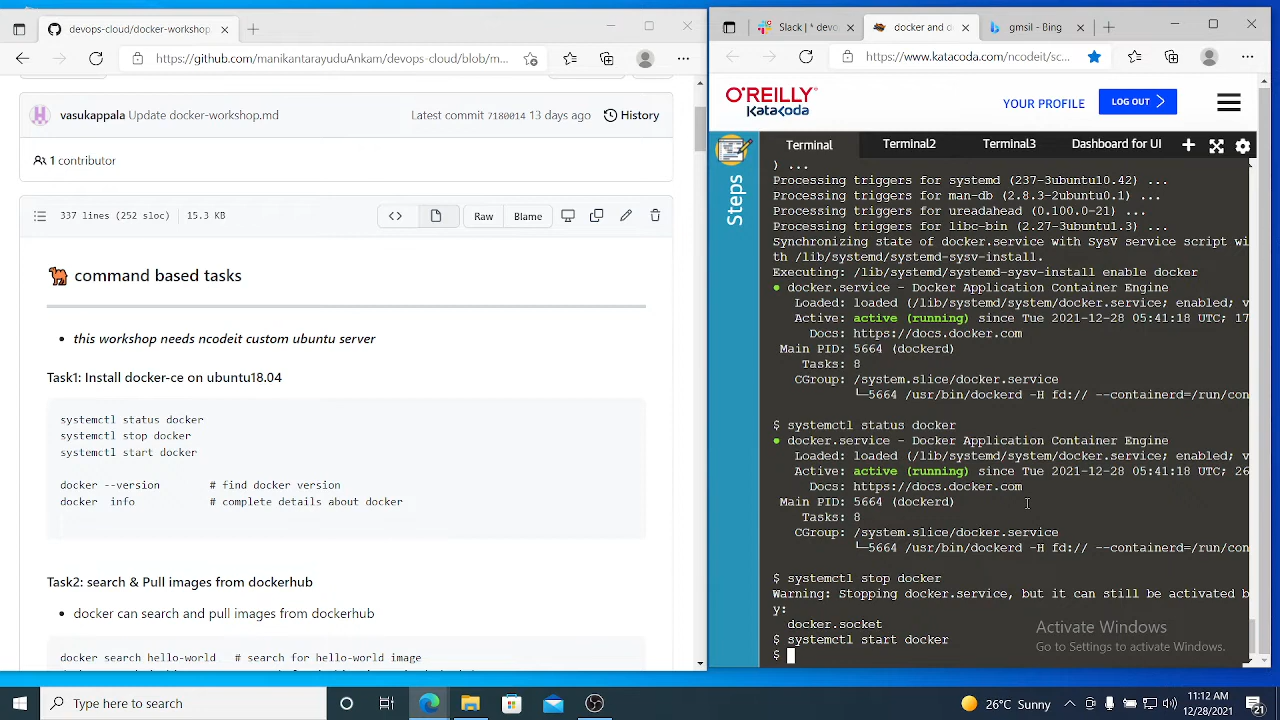 devops-cloud/docker-workshop
https://github.com/manikantarayuduAnkam/devops-cloud/blob/m...
Update docker-workshop.md
Latest commit 7180014 13 days ago
History
1 contributor
337 lines (252 sloc)
15.3 KB
Raw
Blame
command based tasks
• this workshop needs ncodeit custom ubuntu server
Task1: Install docker-ce on ubuntu18.04
systemctl status docker
systemctl stop docker
systemctl start docker
docker --version # find docker version
docker info # complete details about docker
Task2: search & Pull images from dockerhub
• docker can search and pull images from dockerhub
docker search hello-world # search for hello-world image
Slack | * devo
docker and d
gmsil - Bing
https://www.katacoda.com/ncodeit/sc...
O'REILLY
Katacoda
YOUR PROFILE
LOG OUT
Steps
Terminal
Terminal2
Terminal3
Dashboard for UI
) ...
Processing triggers for systemd (237-3ubuntu10.42) ...
Processing triggers for man-db (2.8.3-2ubuntu0.1) ...
Processing triggers for ureadahead (0.100.0-21) ...
Processing triggers for libc-bin (2.27-3ubuntu1.3) ...
Synchronizing state of docker.service with SysV service script wi
th /lib/systemd/systemd-sysv-install.
Executing: /lib/systemd/systemd-sysv-install enable docker
● docker.service - Docker Application Container Engine
Loaded: loaded (/lib/systemd/system/docker.service; enabled; v
Active: active (running) since Tue 2021-12-28 05:41:18 UTC; 17
Docs: https://docs.docker.com
Main PID: 5664 (dockerd)
Tasks: 8
CGroup: /system.slice/docker.service
└─5664 /usr/bin/dockerd -H fd:// --containerd=/run/con
$ systemctl status docker
● docker.service - Docker Application Container Engine
Loaded: loaded (/lib/systemd/system/docker.service; enabled; v
Active: active (running) since Tue 2021-12-28 05:41:18 UTC; 26
Docs: https://docs.docker.com
Main PID: 5664 (dockerd)
Tasks: 8
CGroup: /system.slice/docker.service
└─5664 /usr/bin/dockerd -H fd:// --containerd=/run/con
$ systemctl stop docker
Warning: Stopping docker.service, but it can still be activated b
y:
docker.socket
$ systemctl start docker
$
Activate Windows
Go to Settings to activate Windows.
Type here to search
26°C Sunny
11:12 AM
12/28/2021
21